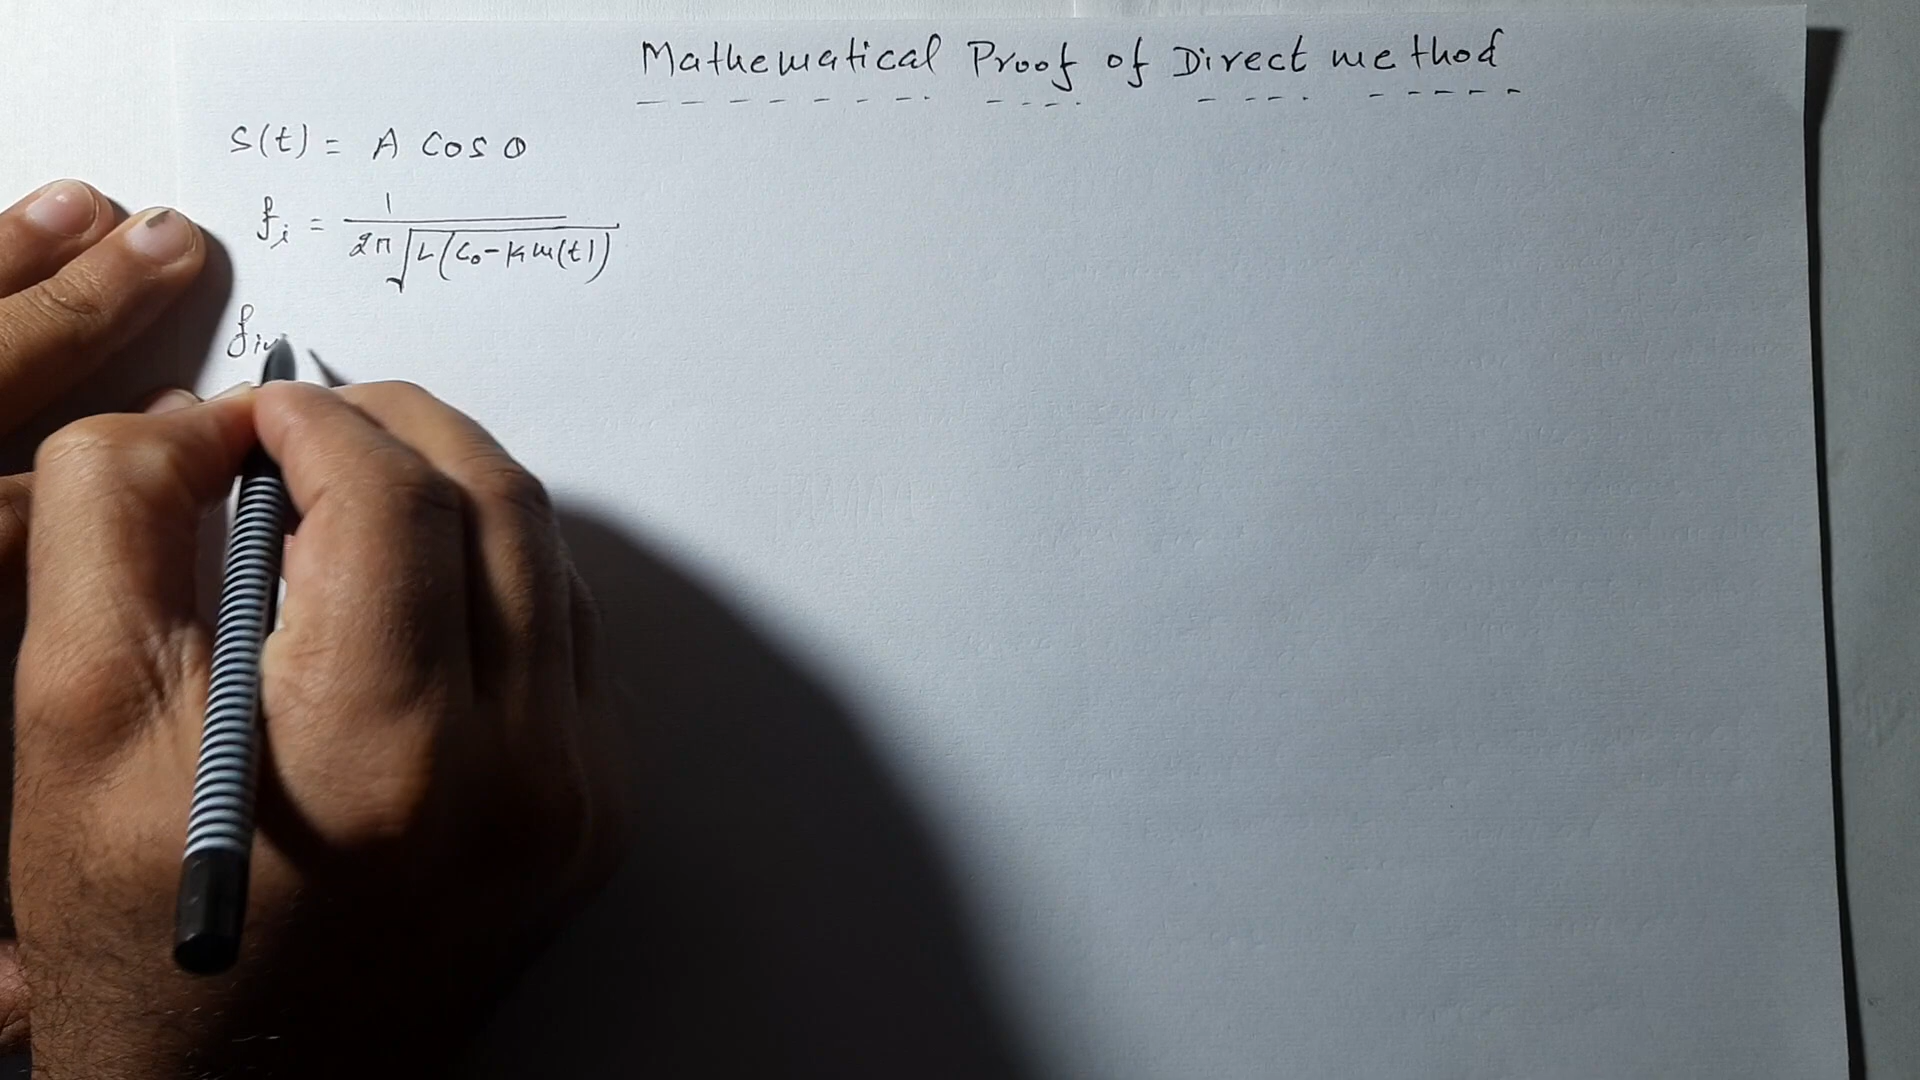 Mathematical Proof of Direct method
S(t) = A Cos θ
fᵢ = 1 / 2π√L(C₀-Km(t))